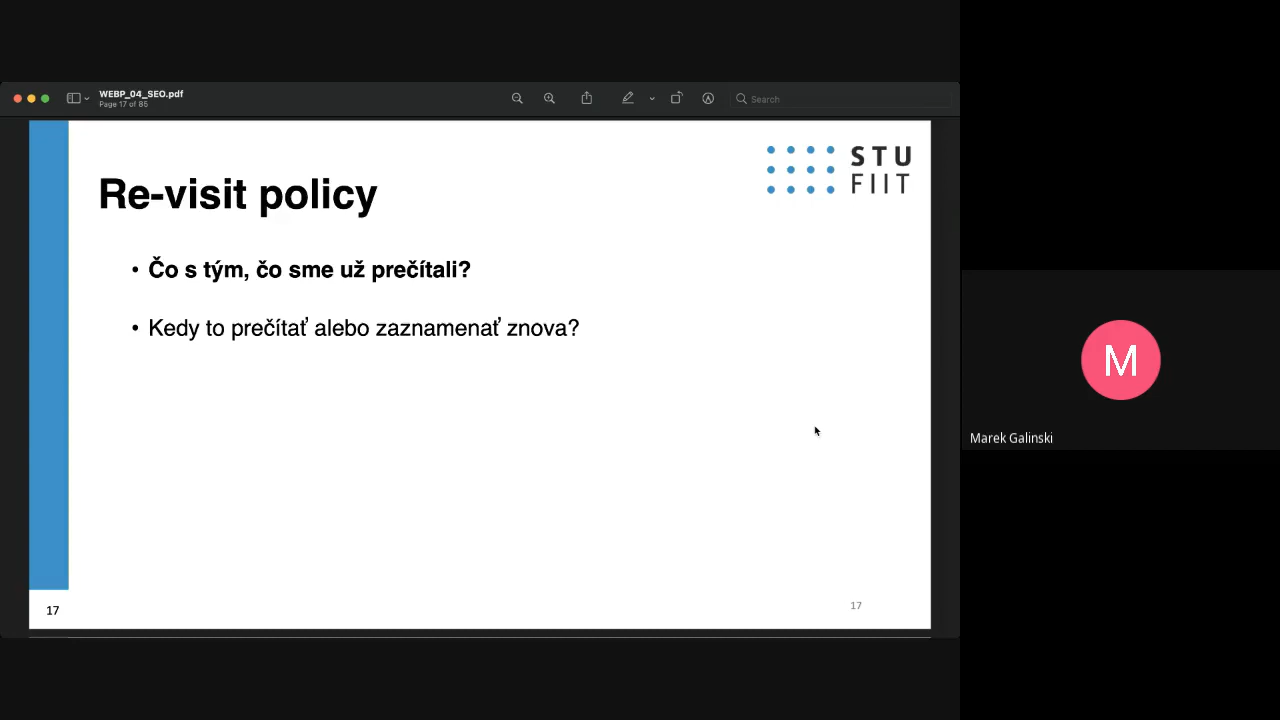 WEBP_04_SEO.pdf
Page 17 of 85
Search
STU
FIIT
Re-visit policy
• Čo s tým, čo sme už prečítali?
• Kedy to prečítať alebo zaznamenať znova?
17
17
M
Marek Galinski